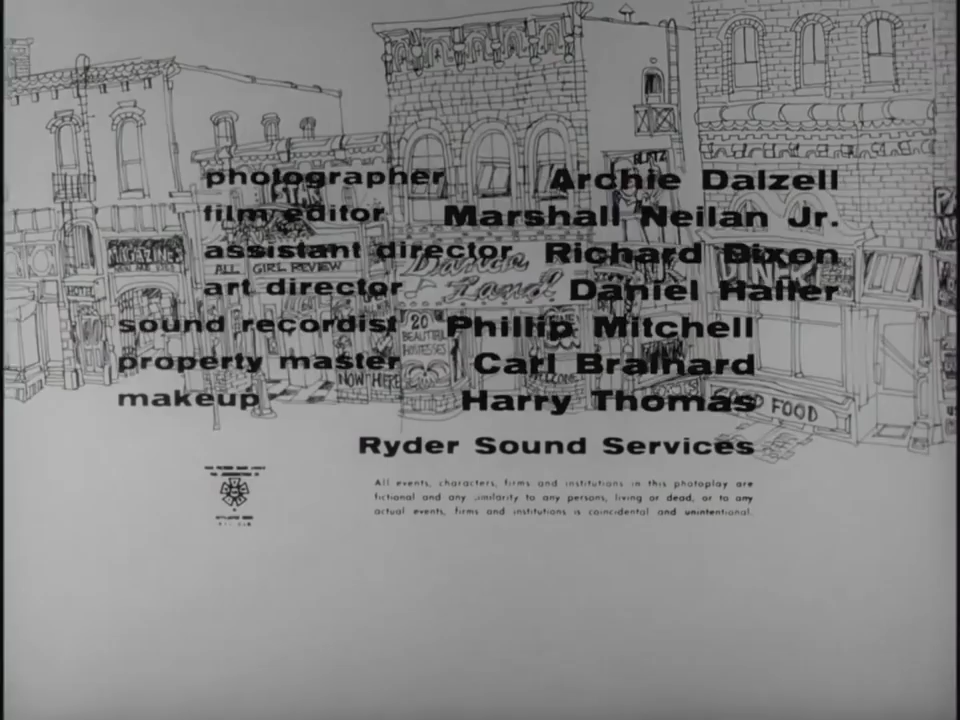 photographer Archie Dalzell
film editor Marshall Neilan Jr.
assistant director Richard Dixon
art director Daniel Haller
sound recordist Phillip Mitchell
property master Carl Brainard
makeup Harry Thomas
Ryder Sound Services
All events, characters, firms and institutions in this photoplay are
fictional and any similarity to any persons, living or dead, or to any
actual events, firms and institutions is coincidental and unintentional.
MAGAZINES
HOTEL
ALL GIRL REVIEW
Dance
Land!
20
BEAUTIFUL
HOSTESSES
NOW HERE
WELCOME
DINER
GOOD FOOD